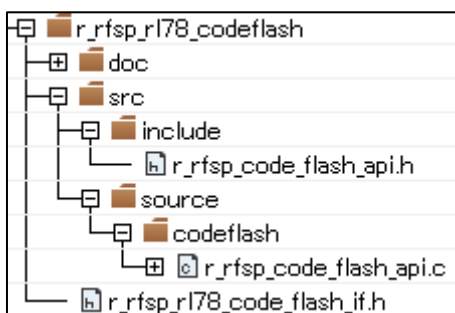 r_rfsp_rl78_codeflash
doc
src
include
r_rfsp_code_flash_api.h
source
codeflash
r_rfsp_code_flash_api.c
r_rfsp_rl78_code_flash_if.h